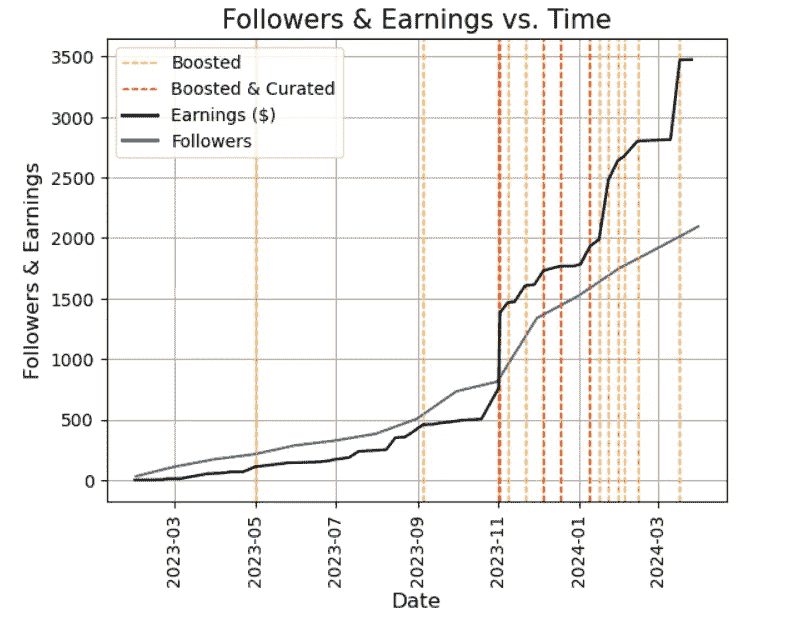 Followers & Earnings vs. Time
Followers & Earnings
3500
3000
2500
2000
1500
1000
500
0
Boosted
Boosted & Curated
Earnings ($)
Followers
2023-03
2023-05
2023-07
2023-09
2023-11
2024-01
2024-03
Date